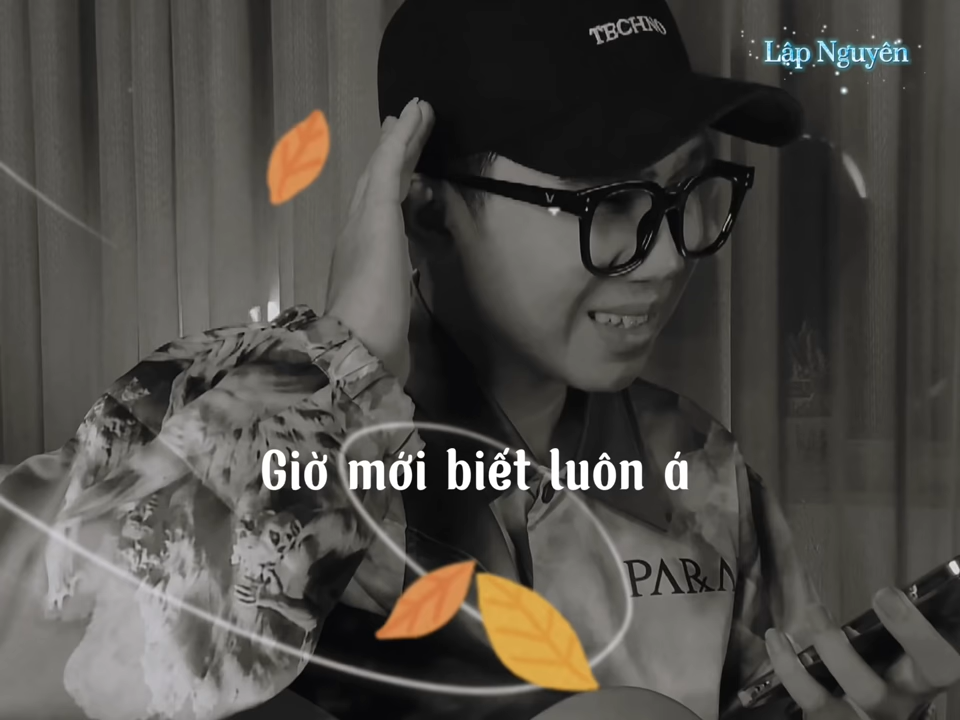 TECHNO
Lập Nguyên
Giờ mới biết luôn á
PARA